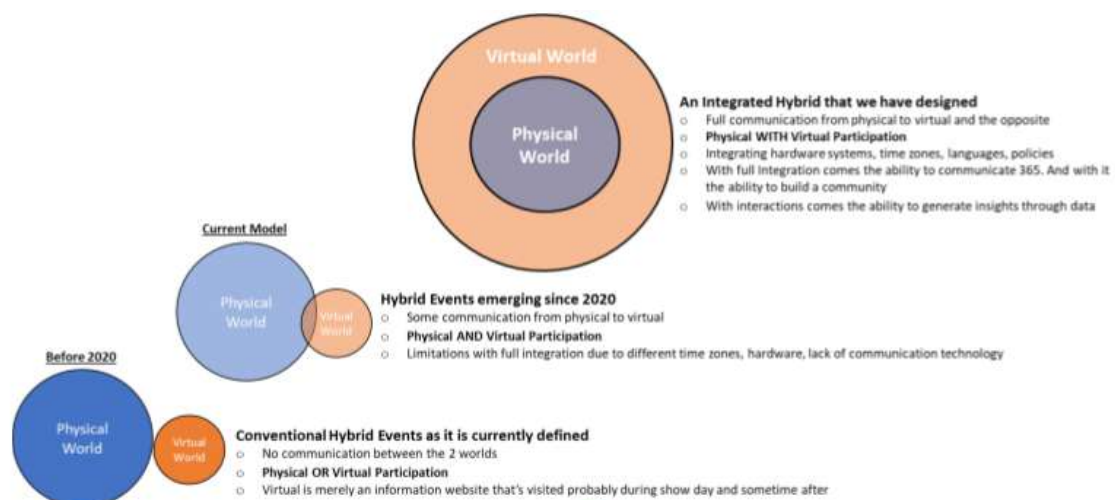 Virtual World
Physical
World
An Integrated Hybrid that we have designed
o Full communication from physical to virtual and the opposite
o Physical WITH Virtual Participation
o Integrating hardware systems, time zones, languages, policies
o With full Integration comes the ability to communicate 365. And with it
the ability to build a community
o With interactions comes the ability to generate insights through data
Current Model
Physical
World
Virtual
World
Hybrid Events emerging since 2020
o Some communication from physical to virtual
o Physical AND Virtual Participation
o Limitations with full integration due to different time zones, hardware, lack of communication technology
Before 2020
Physical
World
Virtual
World
Conventional Hybrid Events as it is currently defined
o No communication between the 2 worlds
o Physical OR Virtual Participation
o Virtual is merely an information website that's visited probably during show day and sometime after